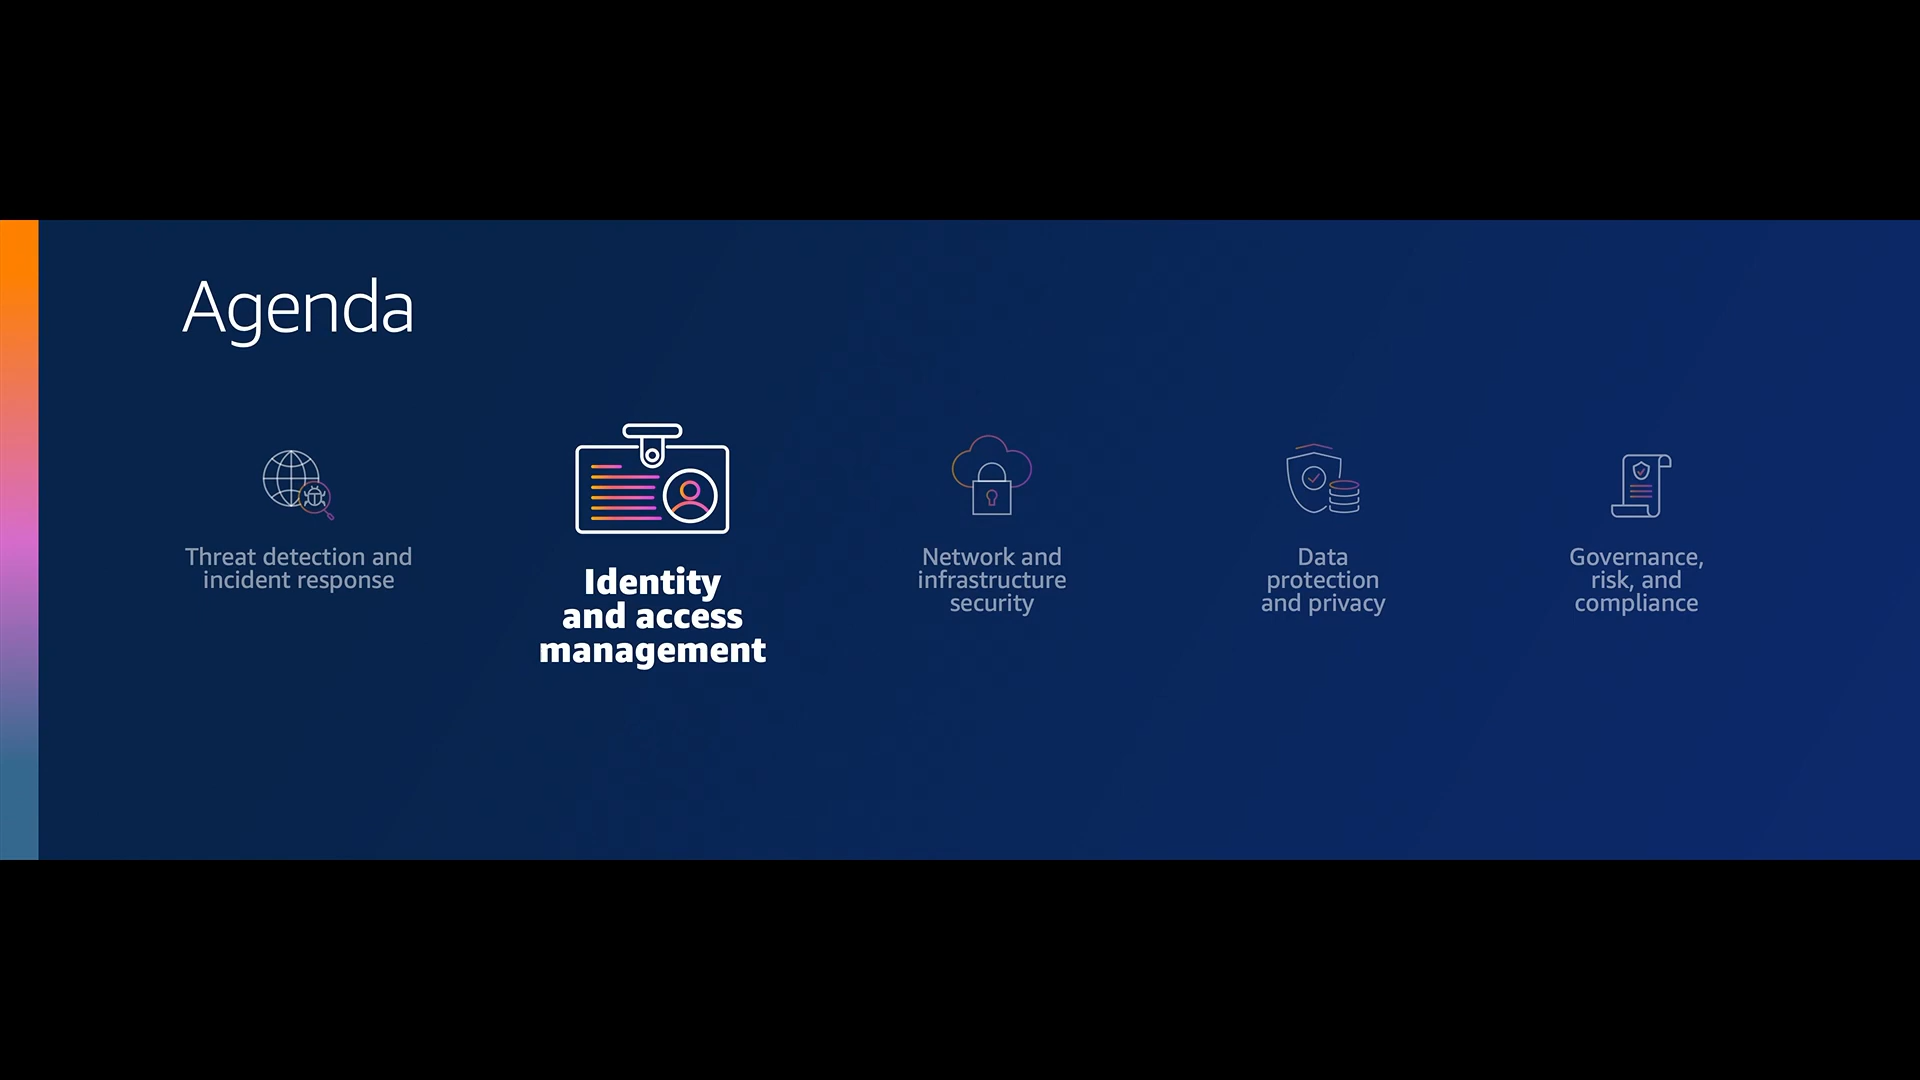 Agenda
Threat detection and
incident response
Identity
and access
management
Network and
infrastructure
security
Data
protection
and privacy
Governance,
risk, and
compliance